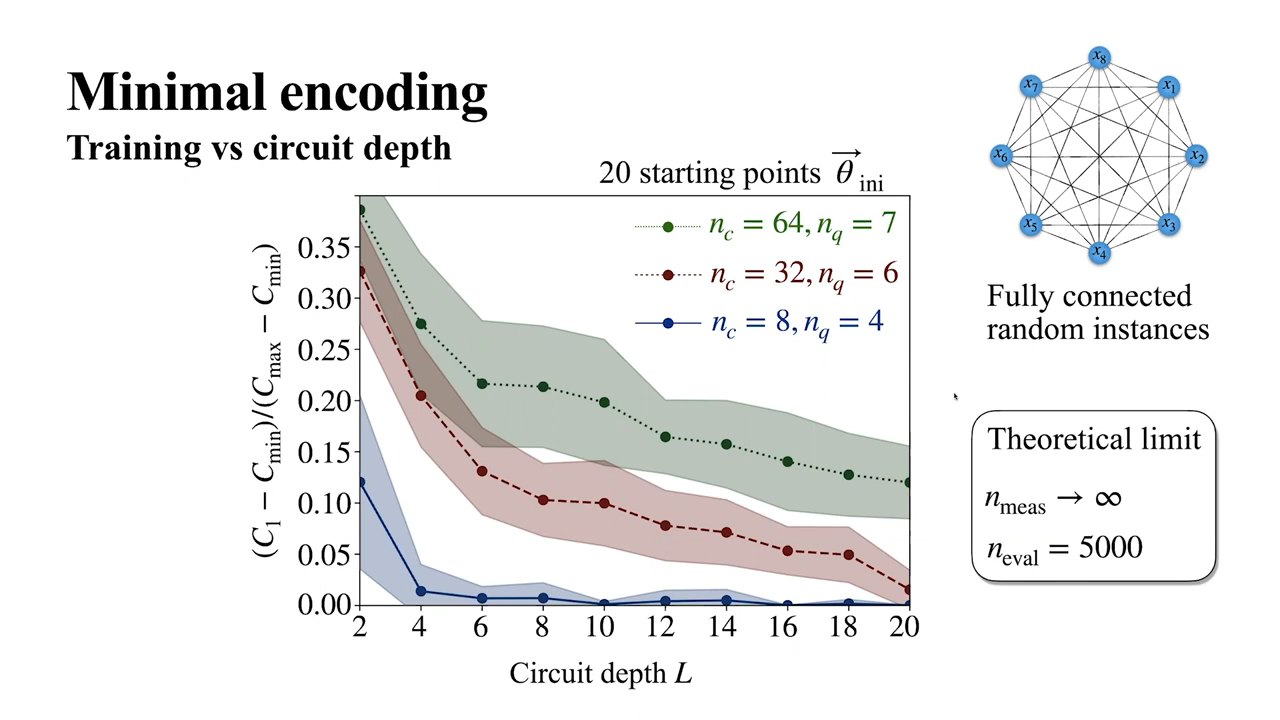 Minimal encoding
Training vs circuit depth
20 starting points θ⃗ini
nc = 64, nq = 7
nc = 32, nq = 6
nc = 8, nq = 4
(C1 − Cmin)/(Cmax − Cmin)
0.35
0.30
0.25
0.20
0.15
0.10
0.05
0.00
2 4 6 8 10 12 14 16 18 20
Circuit depth L
x8
x7 x1
x6 x2
x5 x3
x4
Fully connected
random instances
Theoretical limit
nmeas → ∞
neval = 5000